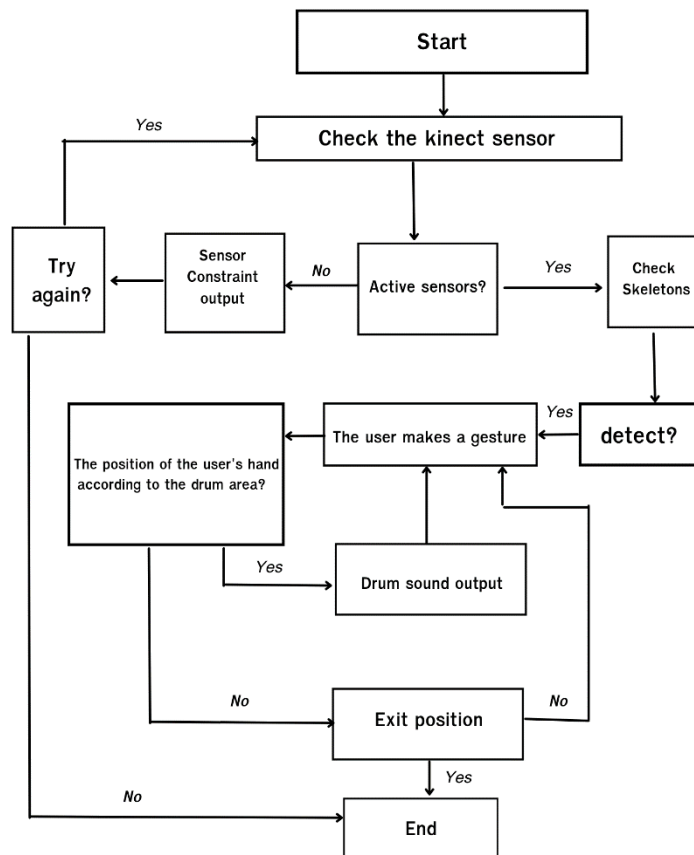 Start
Yes
Check the kinect sensor
Try
again?
Sensor
Constraint
output
No
Active sensors?
Yes
Check
Skeletons
The position of the user's hand
according to the drum area?
The user makes a gesture
Yes
detect?
Yes
Drum sound output
No
Exit position
No
Yes
No
End